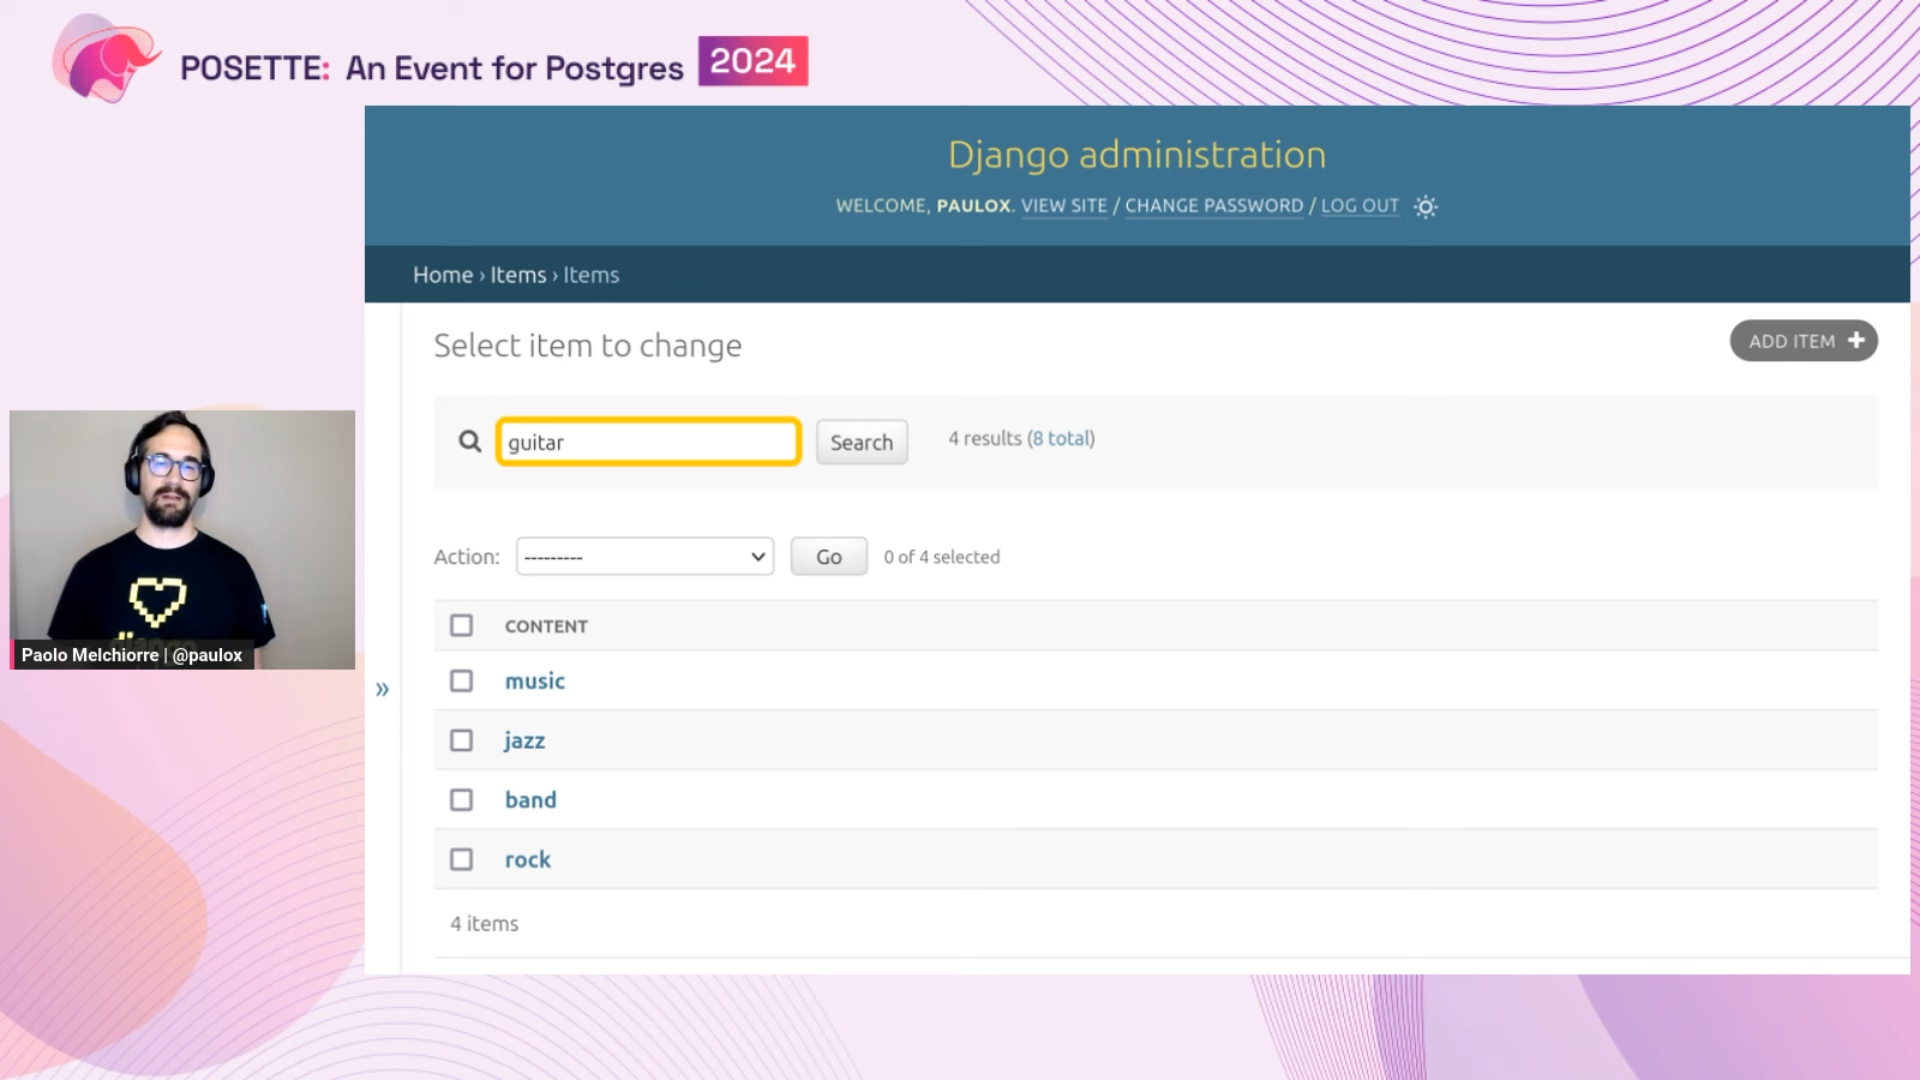 POSETTE: An Event for Postgres 2024
Django administration
WELCOME, PAULOX. VIEW SITE / CHANGE PASSWORD / LOG OUT
Home › Items › Items
Select item to change
ADD ITEM +
guitar
Search
4 results (8 total)
Action:
---------
Go
0 of 4 selected
CONTENT
music
»
jazz
band
rock
4 items
django
Paolo Melchiorre | @paulox